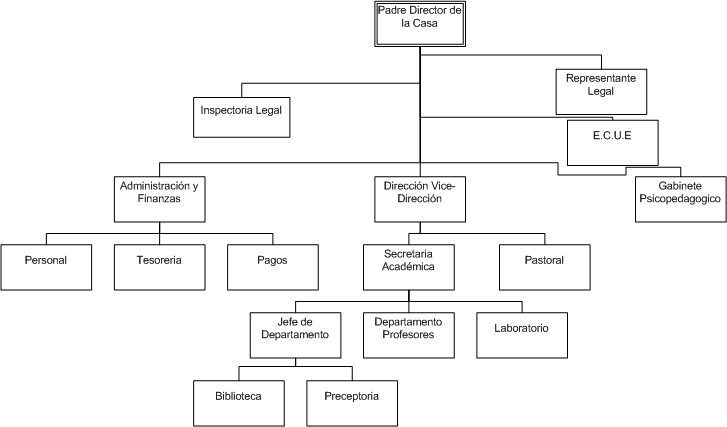 Padre Director de
la Casa
Representante
Legal
Inspectoria Legal
E.C.U.E
Administración y
Finanzas
Dirección Vice-
Dirección
Gabinete
Psicopedagogico
Personal
Tesoreria
Pagos
Secretaria
Académica
Pastoral
Jefe de
Departamento
Departamento
Profesores
Laboratorio
Biblioteca
Preceptoria